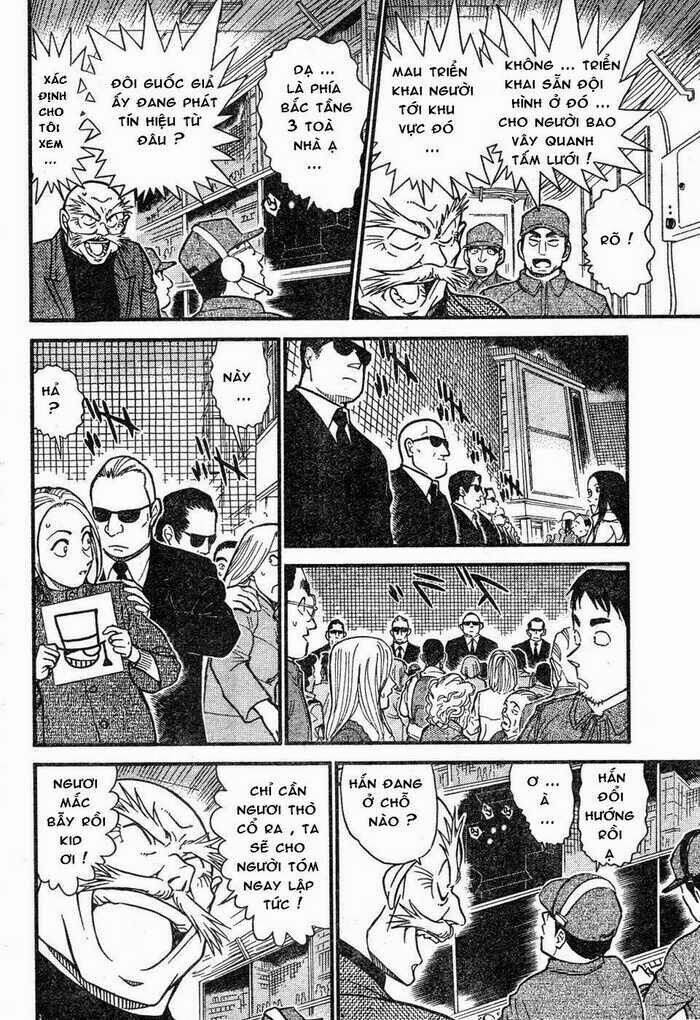 XÁC
ĐỊNH
CHO
TÔI
XEM
...
ĐÔI GUỐC GIẢ
ẤY ĐANG PHÁT
TÍN HIỆU TỪ
ĐÂU ?
DẠ ...
LÀ PHÍA
BẮC TẦNG
3 TOÀ
NHÀ Ạ ...
MAU TRIỂN
KHAI NGƯỜI
TỚI KHU
VỰC ĐÓ ...
KHÔNG ... TRIỂN
KHAI SẴN ĐỘI
HÌNH Ở ĐÓ ...
CHO NGƯỜI BAO
VÂY QUANH
TẤM LƯỚI !
RÕ !
HẢ
?
NÀY
...
NGƯƠI
MẮC
BẪY RỒI
KID
ƠI !
CHỈ CẦN
NGƯƠI THÒ
CỔ RA , TA
SẼ CHO
NGƯỜI TÓM
NGAY LẬP
TỨC !
HẮN ĐANG
Ở CHỖ
NÀO ?
Ơ ...
À ...
HẮN
ĐỔI
HƯỚNG
RỒI
Ạ